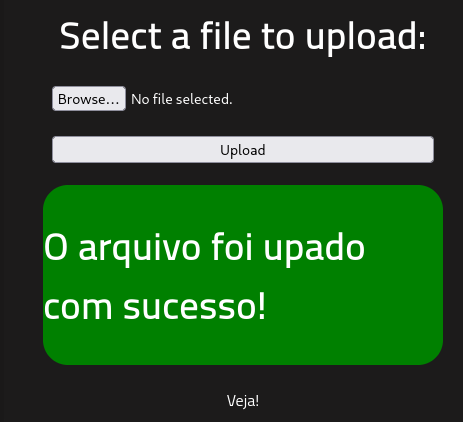 Select a file to upload:
Browse... No file selected.
Upload
O arquivo foi upado
com sucesso!
Veja!